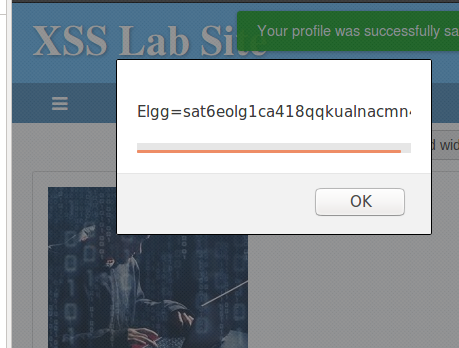 XSS Lab Site
Your profile was successfully sa
Elgg=sat6eolg1ca418qqkualnacmn
d wid
OK